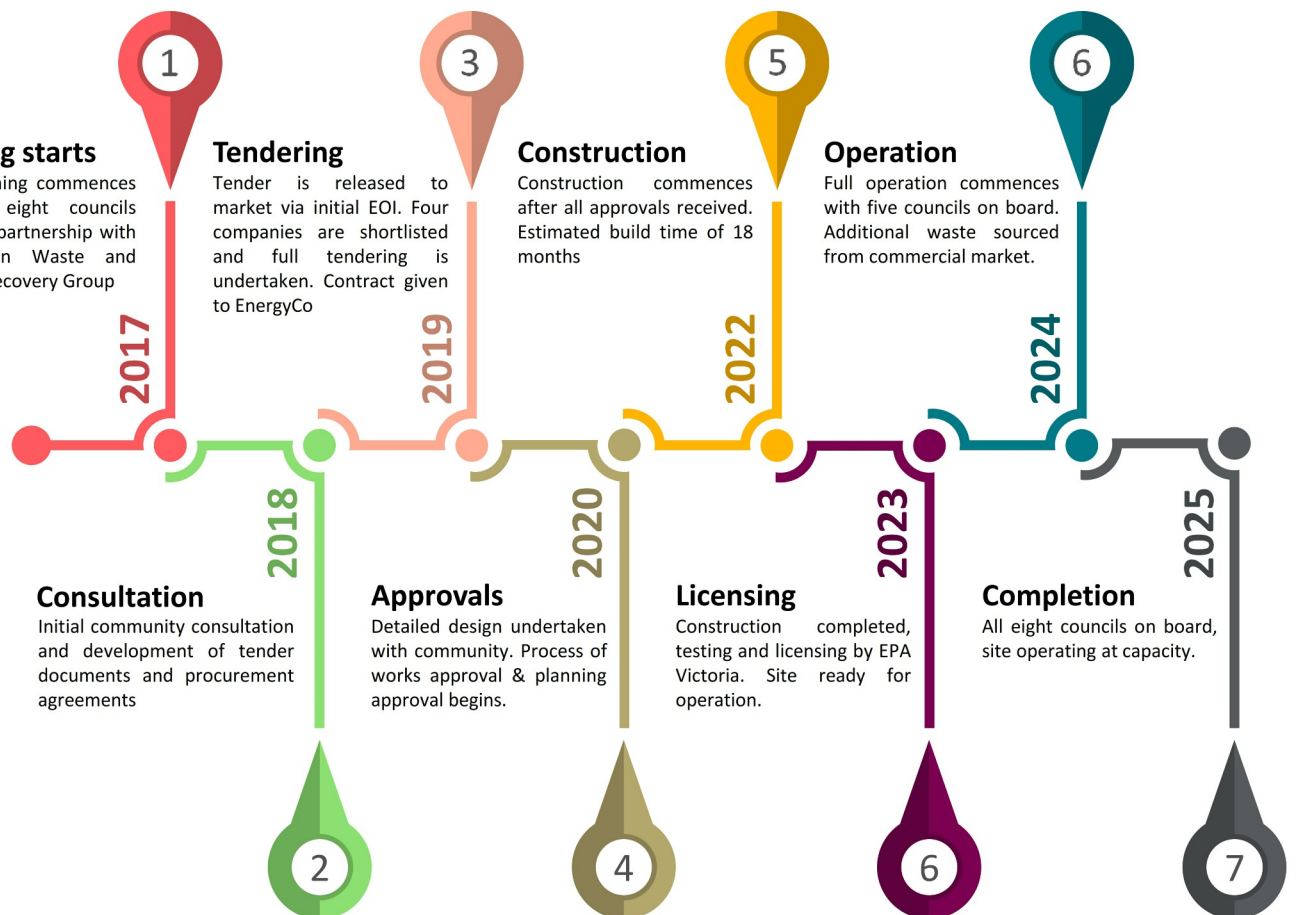 1
g starts
ing commences
eight councils
partnership with
n Waste and
ecovery Group
2017
Consultation
Initial community consultation
and development of tender
documents and procurement
agreements
2018
2
3
Tendering
Tender is released to
market via initial EOI. Four
companies are shortlisted
and full tendering is
undertaken. Contract given
to EnergyCo
2019
Approvals
Detailed design undertaken
with community. Process of
works approval & planning
approval begins.
2020
4
5
Construction
Construction commences
after all approvals received.
Estimated build time of 18
months
2022
Licensing
Construction completed,
testing and licensing by EPA
Victoria. Site ready for
operation.
2023
6
6
Operation
Full operation commences
with five councils on board.
Additional waste sourced
from commercial market.
2024
Completion
All eight councils on board,
site operating at capacity.
2025
7